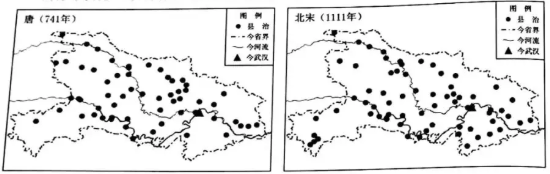 唐（741年）
图 例
县 治
今省界
今河流
今武汉
北宋（1111年）
图 例
县 治
今省界
今河流
今武汉